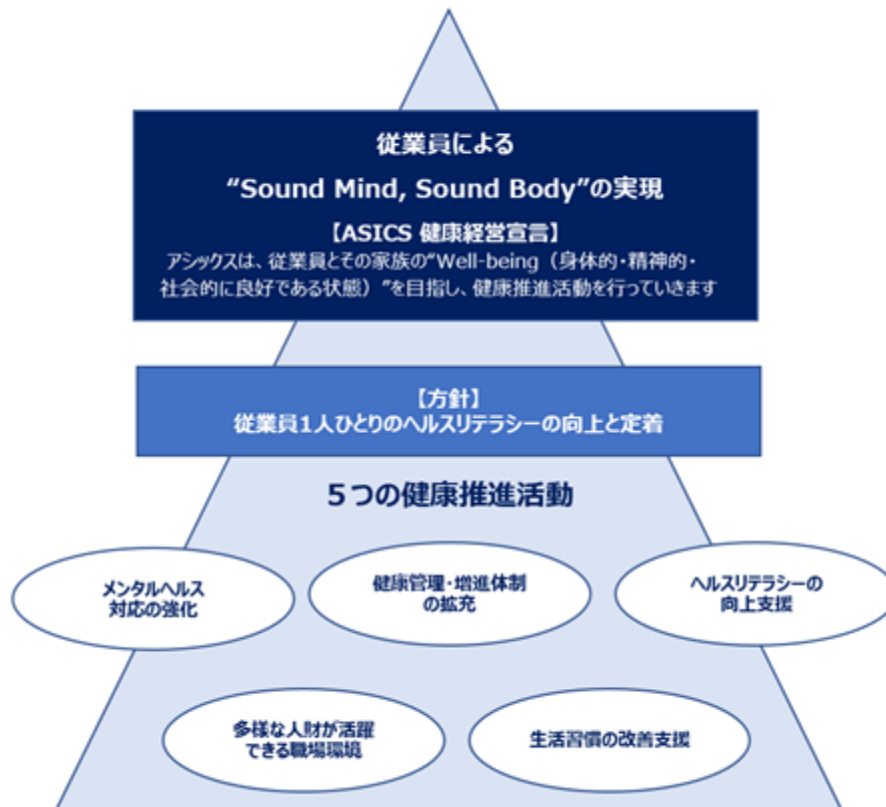 従業員による
“Sound Mind, Sound Body”の実現
【ASICS 健康経営宣言】
アシックスは、従業員とその家族の“Well-being（身体的・精神的・
社会的に良好である状態）”を目指し、健康推進活動を行っていきます
【方針】
従業員1人ひとりのヘルスリテラシーの向上と定着
５つの健康推進活動
メンタルヘルス
対応の強化
健康管理・増進体制
の拡充
ヘルスリテラシーの
向上支援
多様な人財が活躍
できる職場環境
生活習慣の改善支援